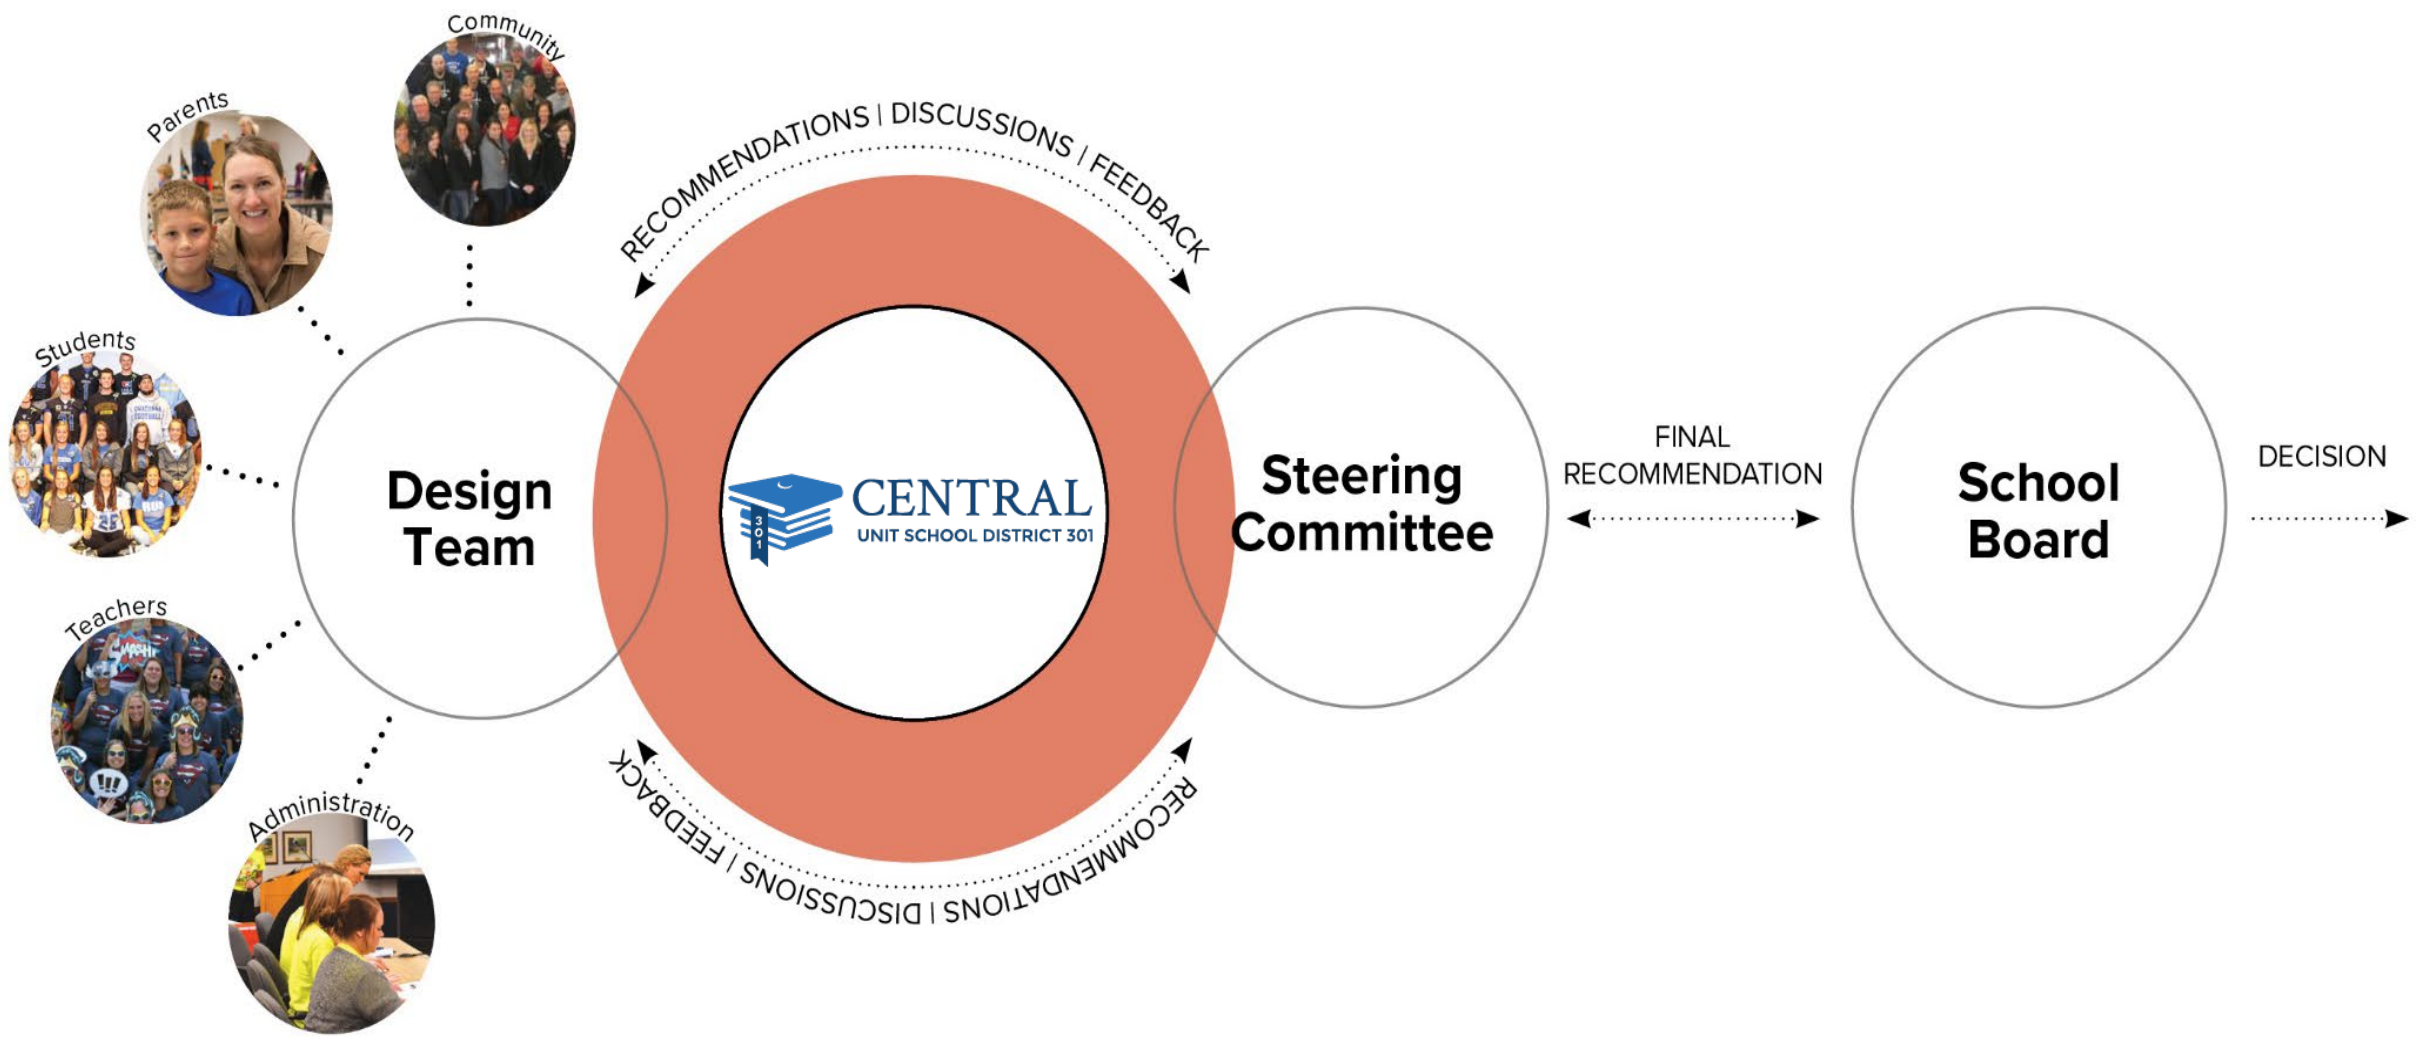 Community
Parents
Students
Teachers
Administration
Design
Team
RECOMMENDATIONS | DISCUSSIONS | FEEDBACK
301
CENTRAL
UNIT SCHOOL DISTRICT 301
RECOMMENDATIONS | DISCUSSIONS | FEEDBACK
Steering
Committee
FINAL
RECOMMENDATION
School
Board
DECISION
SMASH!
!!!